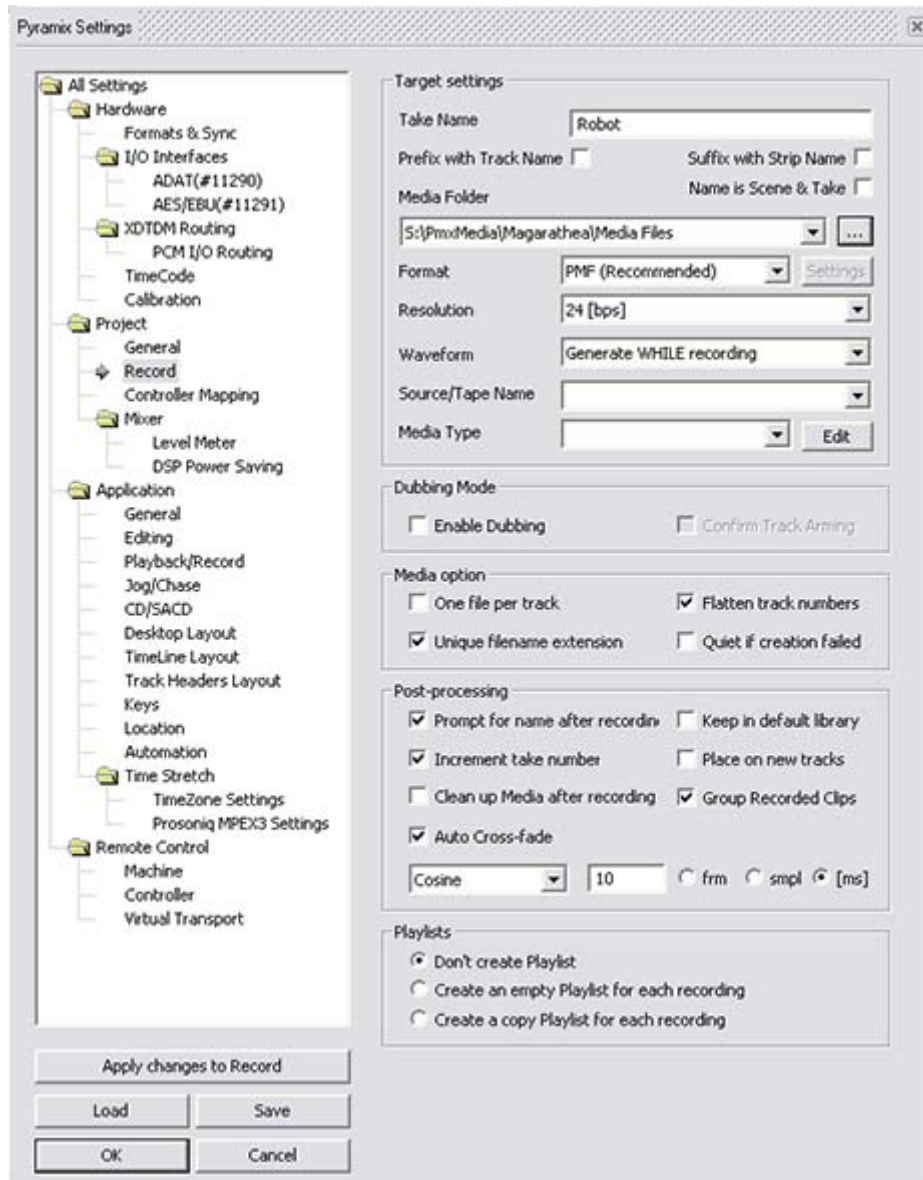 Pyramix Settings
All Settings
Hardware
Formats & Sync
I/O Interfaces
ADAT(#11290)
AES/EBU(#11291)
XDTDM Routing
PCM I/O Routing
TimeCode
Calibration
Project
General
Record
Controller Mapping
Mixer
Level Meter
DSP Power Saving
Application
General
Editing
Playback/Record
Jog/Chase
CD/SACD
Desktop Layout
TimeLine Layout
Track Headers Layout
Keys
Location
Automation
Time Stretch
TimeZone Settings
Prosoniq MPEX3 Settings
Remote Control
Machine
Controller
Virtual Transport
Apply changes to Record
Load Save
OK Cancel
Target settings
Take Name Robot
Prefix with Track Name Suffix with Strip Name
Name is Scene & Take
Media Folder
S:\PmxMedia\Magarathea\Media Files ...
Format PMF (Recommended) Settings
Resolution 24 [bps]
Waveform Generate WHILE recording
Source/Tape Name
Media Type Edit
Dubbing Mode
Enable Dubbing Confirm Track Arming
Media option
One file per track Flatten track numbers
Unique filename extension Quiet if creation failed
Post-processing
Prompt for name after recordin Keep in default library
Increment take number Place on new tracks
Clean up Media after recording Group Recorded Clips
Auto Cross-fade
Cosine 10 frm smpl [ms]
Playlists
Don't create Playlist
Create an empty Playlist for each recording
Create a copy Playlist for each recording